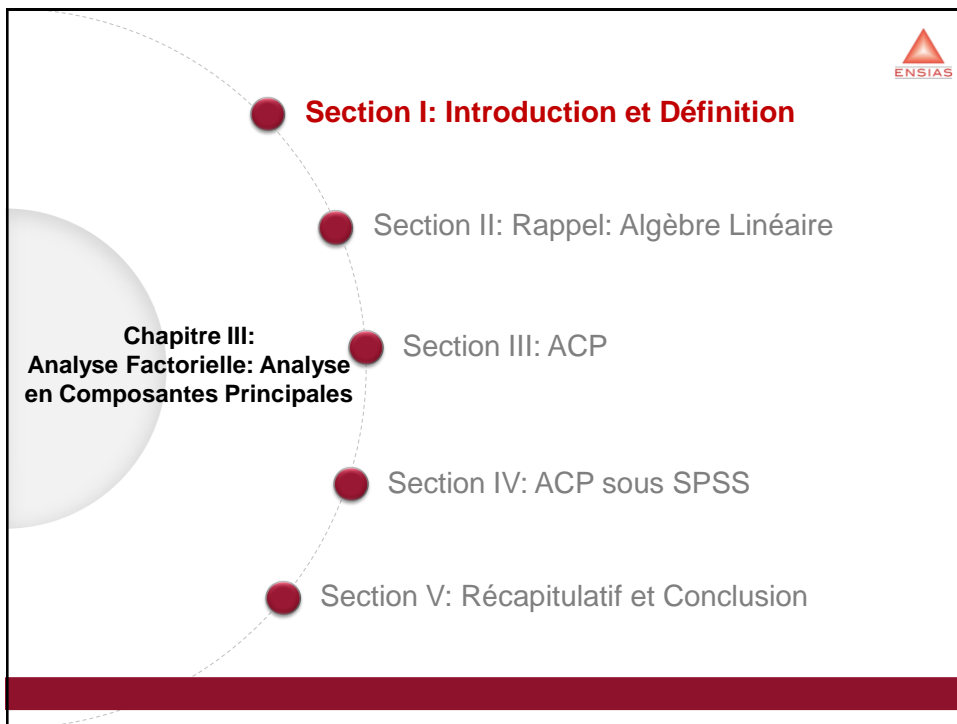 ENSIAS
Section I: Introduction et Définition
Section II: Rappel: Algèbre Linéaire
Chapitre III:
Analyse Factorielle: Analyse
en Composantes Principales
Section III: ACP
Section IV: ACP sous SPSS
Section V: Récapitulatif et Conclusion